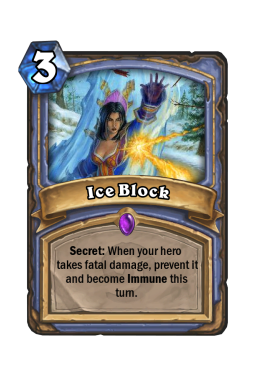 3
Ice Block
Secret: When your hero
takes fatal damage, prevent it
and become Immune this
turn.